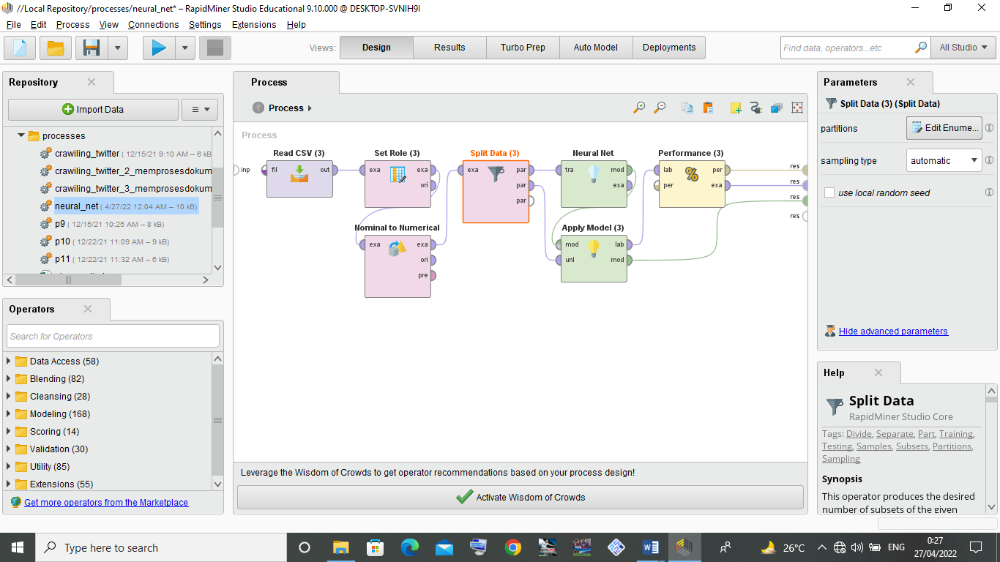 //Local Repository/processes/neural_net* – RapidMiner Studio Educational 9.10.000 @ DESKTOP-SVNIH9I
File Edit Process View Connections Settings Extensions Help
Views: Design Results Turbo Prep Auto Model Deployments
Find data, operators...etc
All Studio
Repository
Import Data
processes
crawiling_twitter ( 12/15/21 9:10 AM – 6 kB
crawiling_twitter_2_memprosesdokum
crawiling_twitter_3_memprosesdokum
neural_net ( 4/27/22 12:04 AM – 10 kB)
p9 ( 12/15/21 10:25 AM – 8 kB)
p10 ( 12/22/21 11:09 AM – 9 kB)
p11 ( 12/22/21 11:32 AM – 6 kB)
Operators
Search for Operators
Data Access (58)
Blending (82)
Cleansing (28)
Modeling (168)
Scoring (14)
Validation (30)
Utility (85)
Extensions (55)
Get more operators from the Marketplace
Process
Process
Process
inp
Read CSV (3)
fil out
Set Role (3)
exa exa
ori
Nominal to Numerical
exa exa
ori
pre
Split Data (3)
exa par
par
par
Neural Net
tra mod
exa
Apply Model (3)
mod lab
unl mod
Performance (3)
lab per
per exa
res
res
res
res
Leverage the Wisdom of Crowds to get operator recommendations based on your process design!
Activate Wisdom of Crowds
Parameters
Split Data (3) (Split Data)
partitions Edit Enume...
sampling type automatic
use local random seed
Hide advanced parameters
Help
Split Data
RapidMiner Studio Core
Tags: Divide, Separate, Part, Training,
Testing, Samples, Subsets, Partitions,
Sampling
Synopsis
This operator produces the desired
number of subsets of the given
Type here to search
26°C
ENG
0:27
27/04/2022